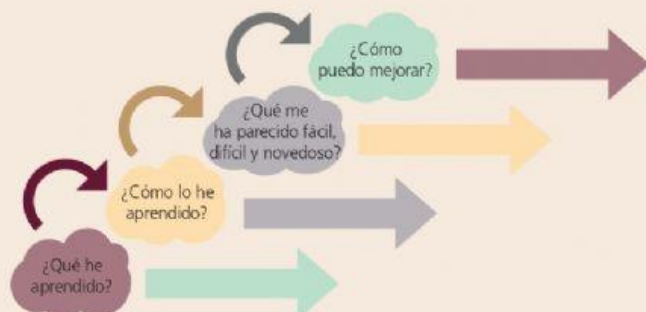 ¿Cómo
puedo mejorar?
¿Qué me
ha parecido fácil,
difícil y novedoso?
¿Cómo lo he
aprendido?
¿Qué he
aprendido?